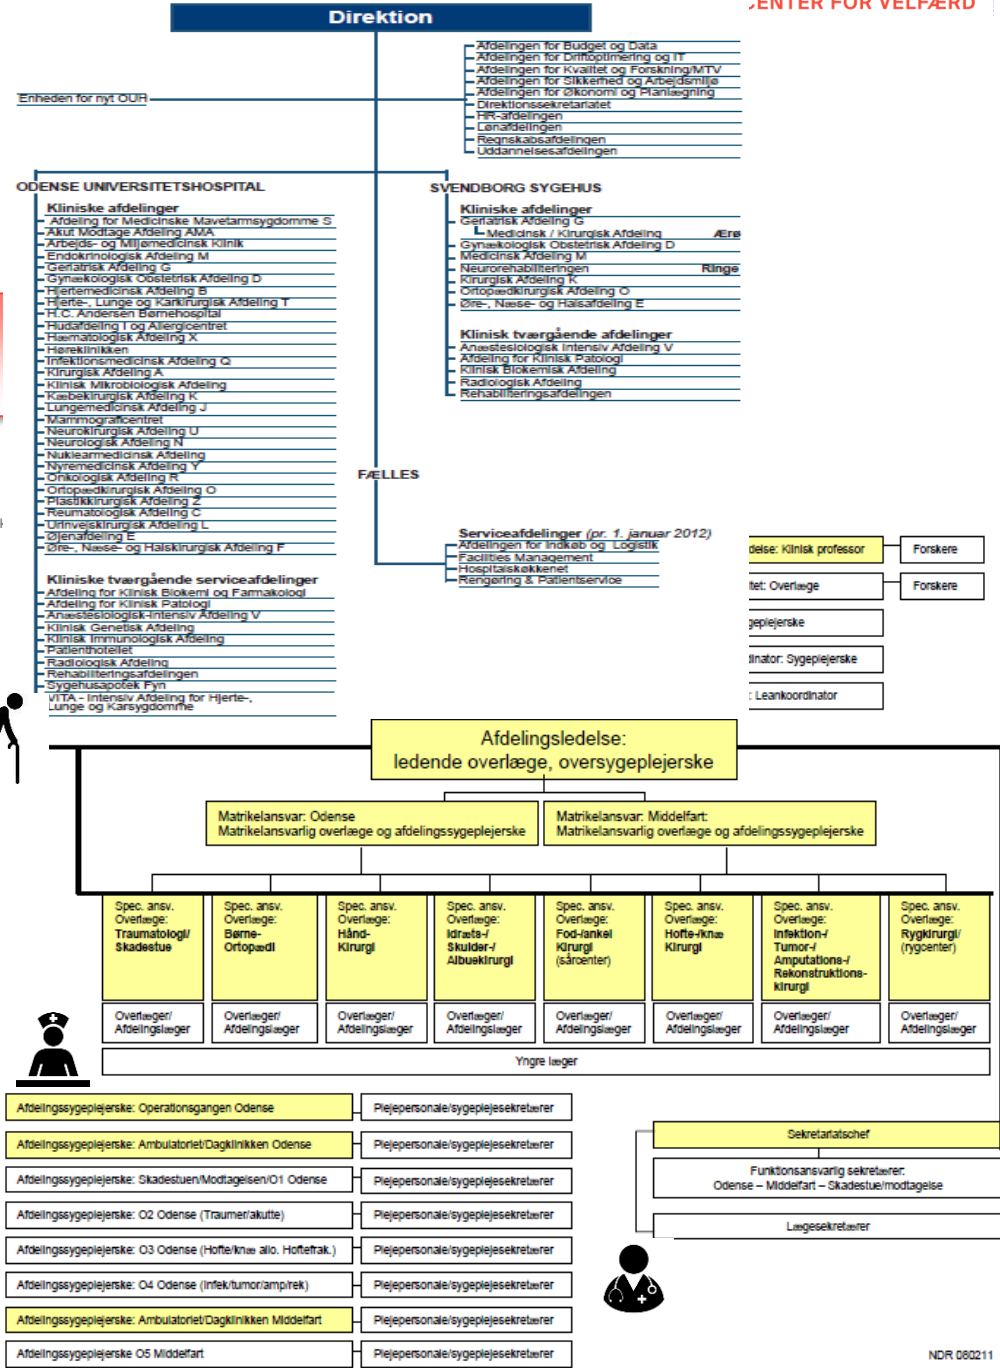 Direktion
CENTER FOR VELFÆRD
Afdelingen for Budget og Data
Afdelingen for Driftoptimering og IT
Afdelingen for Kvalitet og Forskning/MTV
Afdelingen for Sikkerhed og Arbejdsmiljø
Afdelingen for Økonomi og Planlægning
Direktionssekretariatet
HR-afdelingen
Lønafdelingen
Regnskabsafdelingen
Uddannelsesafdelingen
Enheden for nyt OUH
ODENSE UNIVERSITETSHOSPITAL
Kliniske afdelinger
Afdeling for Medicinske Mavetarmsygdomme S
Akut Modtage Afdeling AMA
Arbejds- og Miljømedicinsk Klinik
Endokrinologisk Afdeling M
Geriatrisk Afdeling G
Gynækologisk Obstetrisk Afdeling D
Hjertemedicinsk Afdeling B
Hjerte-, Lunge og Karkirurgisk Afdeling T
H.C. Andersen Børnehospital
Hudafdeling I og Allergicentret
Hæmatologisk Afdeling X
Høreklinikken
Infektionsmedicinsk Afdeling Q
Kirurgisk Afdeling A
Klinisk Mikrobiologisk Afdeling
Kæbekirurgisk Afdeling K
Lungemedicinsk Afdeling J
Mammograficentret
Neurokirurgisk Afdeling U
Neurologisk Afdeling N
Nuklearmedicinsk Afdeling
Nyremedicinsk Afdeling Y
Onkologisk Afdeling R
Ortopædkirurgisk Afdeling O
Plastikkirurgisk Afdeling Z
Reumatologisk Afdeling C
Urinvejskirurgisk Afdeling L
Øjenafdeling E
Øre-, Næse- og Halskirurgisk Afdeling F
Kliniske tværgående serviceafdelinger
Afdeling for Klinisk Biokemi og Farmakologi
Afdeling for Klinisk Patologi
Anæstesiologisk-Intensiv Afdeling V
Klinisk Genetisk Afdeling
Klinisk Immunologisk Afdeling
Patienthotellet
Radiologisk Afdeling
Rehabiliteringsafdelingen
Sygehusapotek Fyn
VITA - Intensiv Afdeling for Hjerte-,
Lunge og Karsygdomme
SVENDBORG SYGEHUS
Kliniske afdelinger
Geriatrisk Afdeling G
Medicinsk / Kirurgisk Afdeling Ærø
Gynækologisk Obstetrisk Afdeling D
Medicinsk Afdeling M
Neurorehabiliteringen Ringe
Kirurgisk Afdeling K
Ortopædkirurgisk Afdeling O
Øre-, Næse- og Halsafdeling E
Klinisk tværgående afdelinger
Anæstesiologisk Intensiv Afdeling V
Afdeling for Klinisk Patologi
Klinisk Biokemisk Afdeling
Radiologisk Afdeling
Rehabiliteringsafdelingen
FÆLLES
Serviceafdelinger (pr. 1. januar 2012)
Afdelingen for Indkøb og Logistik
Facilities Management
Hospitalskøkkenet
Rengøring & Patientservice
delse: Klinisk professor
Forskere
tet: Overlæge
Forskere
geplejerske
dinator: Sygeplejerske
: Leankoordinator
Afdelingsledelse:
ledende overlæge, oversygeplejerske
Matrikelansvar: Odense
Matrikelansvarlig overlæge og afdelingssygeplejerske
Matrikelansvar: Middelfart:
Matrikelansvarlig overlæge og afdelingssygeplejerske
Spec. ansv.
Overlæge:
Traumatologi/
Skadestue
Spec. ansv.
Overlæge:
Børne-
Ortopædi
Spec. ansv.
Overlæge:
Hånd-
Kirurgi
Spec. ansv.
Overlæge:
Idræts-/
Skulder-/
Albuekirurgi
Spec. ansv.
Overlæge:
Fod-/ankel
Kirurgi
(sårcenter)
Spec. ansv.
Overlæge:
Hofte-/knæ
Kirurgi
Spec. ansv.
Overlæge:
Infektion-/
Tumor-/
Amputations-/
Rekonstruktions-
kirurgi
Spec. ansv.
Overlæge:
Rygkirurgi/
(rygcenter)
Overlæger/
Afdelingslæger
Overlæger/
Afdelingslæger
Overlæger/
Afdelingslæger
Overlæger/
Afdelingslæger
Overlæger/
Afdelingslæger
Overlæger/
Afdelingslæger
Overlæger/
Afdelingslæger
Overlæger/
Afdelingslæger
Yngre læger
Afdelingssygeplejerske: Operationsgangen Odense
Plejepersonale/sygeplejesekretærer
Afdelingssygeplejerske: Ambulatoriet/Dagklinikken Odense
Plejepersonale/sygeplejesekretærer
Afdelingssygeplejerske: Skadestuen/Modtagelsen/O1 Odense
Plejepersonale/sygeplejesekretærer
Afdelingssygeplejerske: O2 Odense (Traumer/akutte)
Plejepersonale/sygeplejesekretærer
Afdelingssygeplejerske: O3 Odense (Hofte/knæ allo. Hoftefrak.)
Plejepersonale/sygeplejesekretærer
Afdelingssygeplejerske: O4 Odense (Infek/tumor/amp/rek)
Plejepersonale/sygeplejesekretærer
Afdelingssygeplejerske: Ambulatoriet/Dagklinikken Middelfart
Plejepersonale/sygeplejesekretærer
Afdelingssygeplejerske O5 Middelfart
Plejepersonale/sygeplejesekretærer
Sekretariatschef
Funktionsansvarlig sekretærer:
Odense – Middelfart – Skadestue/modtagelse
Lægesekretærer
NDR 080211